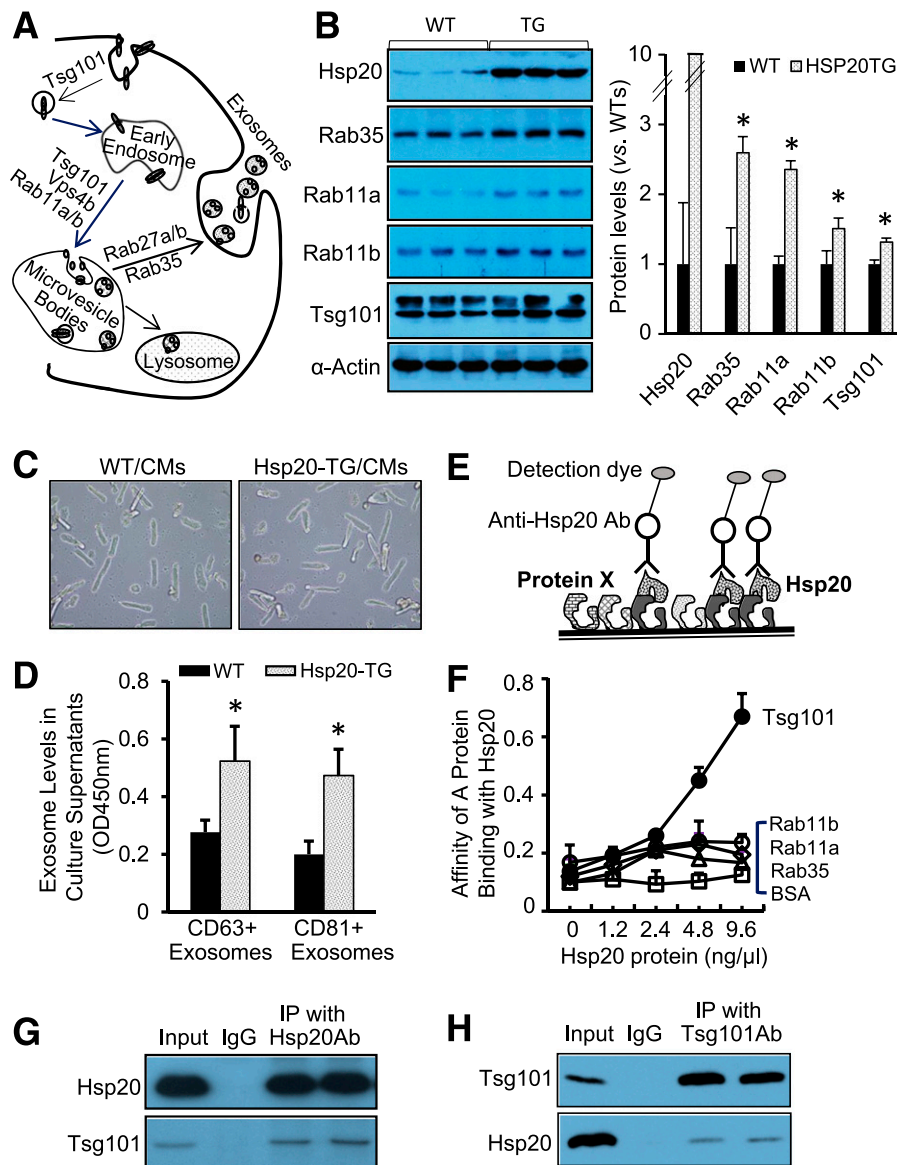 A
Tsg101
Early
Endosome
Exosomes
Tsg101
Vps4b
Rab11a/b
Rab27a/b
Rab35
Microvesicle
Bodies
Lysosome
B
WT TG
Hsp20
Rab35
Rab11a
Rab11b
Tsg101
α-Actin
WT HSP20TG
Protein levels (vs. WTs)
10
8
2
1
0
* * * *
Hsp20 Rab35 Rab11a Rab11b Tsg101
C
WT/CMs Hsp20-TG/CMs
D
WT Hsp20-TG
Exosome Levels in
Culture Supernatants
(OD450nm)
0.8
0.6
0.4
0.2
0
* *
CD63+ CD81+
Exosomes Exosomes
E
Detection dye
Anti-Hsp20 Ab
Protein X
Hsp20
F
Affinity of A Protein
Binding with Hsp20
0.8
0.6
0.4
0.2
0
Tsg101
Rab11b
Rab11a
Rab35
BSA
0 1.2 2.4 4.8 9.6
Hsp20 protein (ng/µl)
G
Input IgG IP with
Hsp20Ab
Hsp20
Tsg101
H
Input IgG IP with
Tsg101Ab
Tsg101
Hsp20